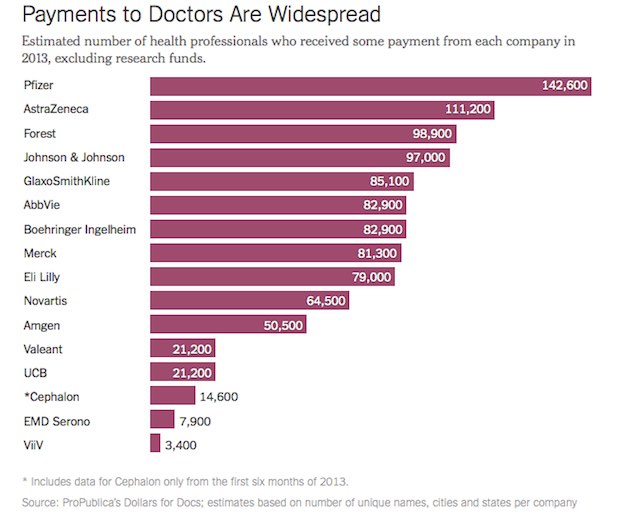 Payments to Doctors Are Widespread
Estimated number of health professionals who received some payment from each company in
2013, excluding research funds.
Pfizer 142,600
AstraZeneca 111,200
Forest 98,900
Johnson & Johnson 97,000
GlaxoSmithKline 85,100
AbbVie 82,900
Boehringer Ingelheim 82,900
Merck 81,300
Eli Lilly 79,000
Novartis 64,500
Amgen 50,500
Valeant 21,200
UCB 21,200
*Cephalon 14,600
EMD Serono 7,900
ViiV 3,400
* Includes data for Cephalon only from the first six months of 2013.
Source: ProPublica's Dollars for Docs; estimates based on number of unique names, cities and states per company